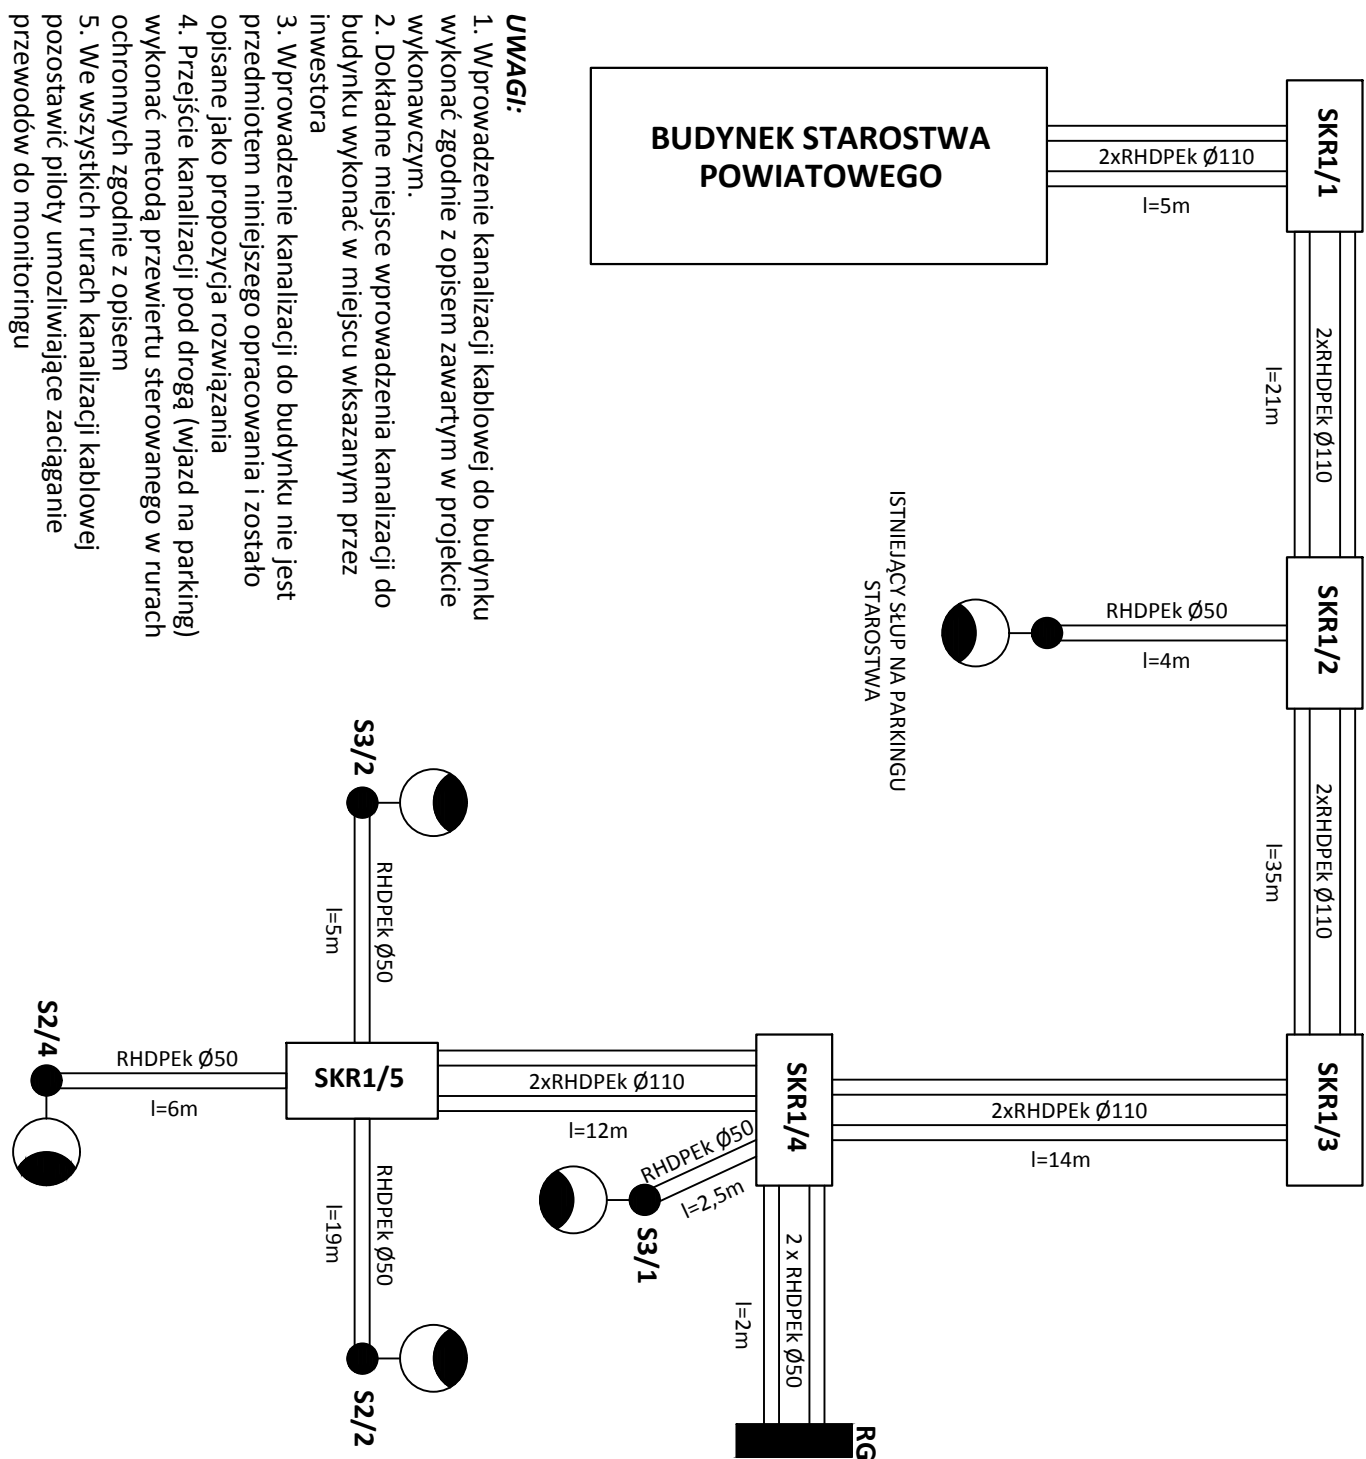 BUDYNEK STAROSTWA
POWIATOWEGO
2xRHDPEk Ø110
l=5m
SKR1/1
2xRHDPEk Ø110
l=21m
SKR1/2
RHDPEk Ø50
l=4m
ISTNIEJĄCY SŁUP NA PARKINGU
STAROSTWA
2xRHDPEk Ø110
l=35m
SKR1/3
2xRHDPEk Ø110
l=14m
SKR1/4
2 x RHDPEk Ø50
l=2m
RG
RHDPEk Ø50
l=2,5m
S3/1
2xRHDPEk Ø110
l=12m
SKR1/5
RHDPEk Ø50
l=5m
S3/2
RHDPEk Ø50
l=6m
S2/4
RHDPEk Ø50
l=19m
S2/2
UWAGI:
1. Wprowadzenie kanalizacji kablowej do budynku
wykonać zgodnie z opisem zawartym w projekcie
wykonawczym.
2. Dokładne miejsce wprowadzenia kanalizacji do
budynku wykonać w miejscu wksazanym przez
inwestora
3. Wprowadzenie kanalizacji do budynku nie jest
przedmiotem niniejszego opracowania i zostało
opisane jako propozycja rozwiązania
4. Przejście kanalizacji pod drogą (wjazd na parking)
wykonać metodą przewiertu sterowanego w rurach
ochronnych zgodnie z opisem
5. We wszystkich rurach kanalizacji kablowej
pozostawić piloty umozliwiające zaciąganie
przewodów do monitoringu